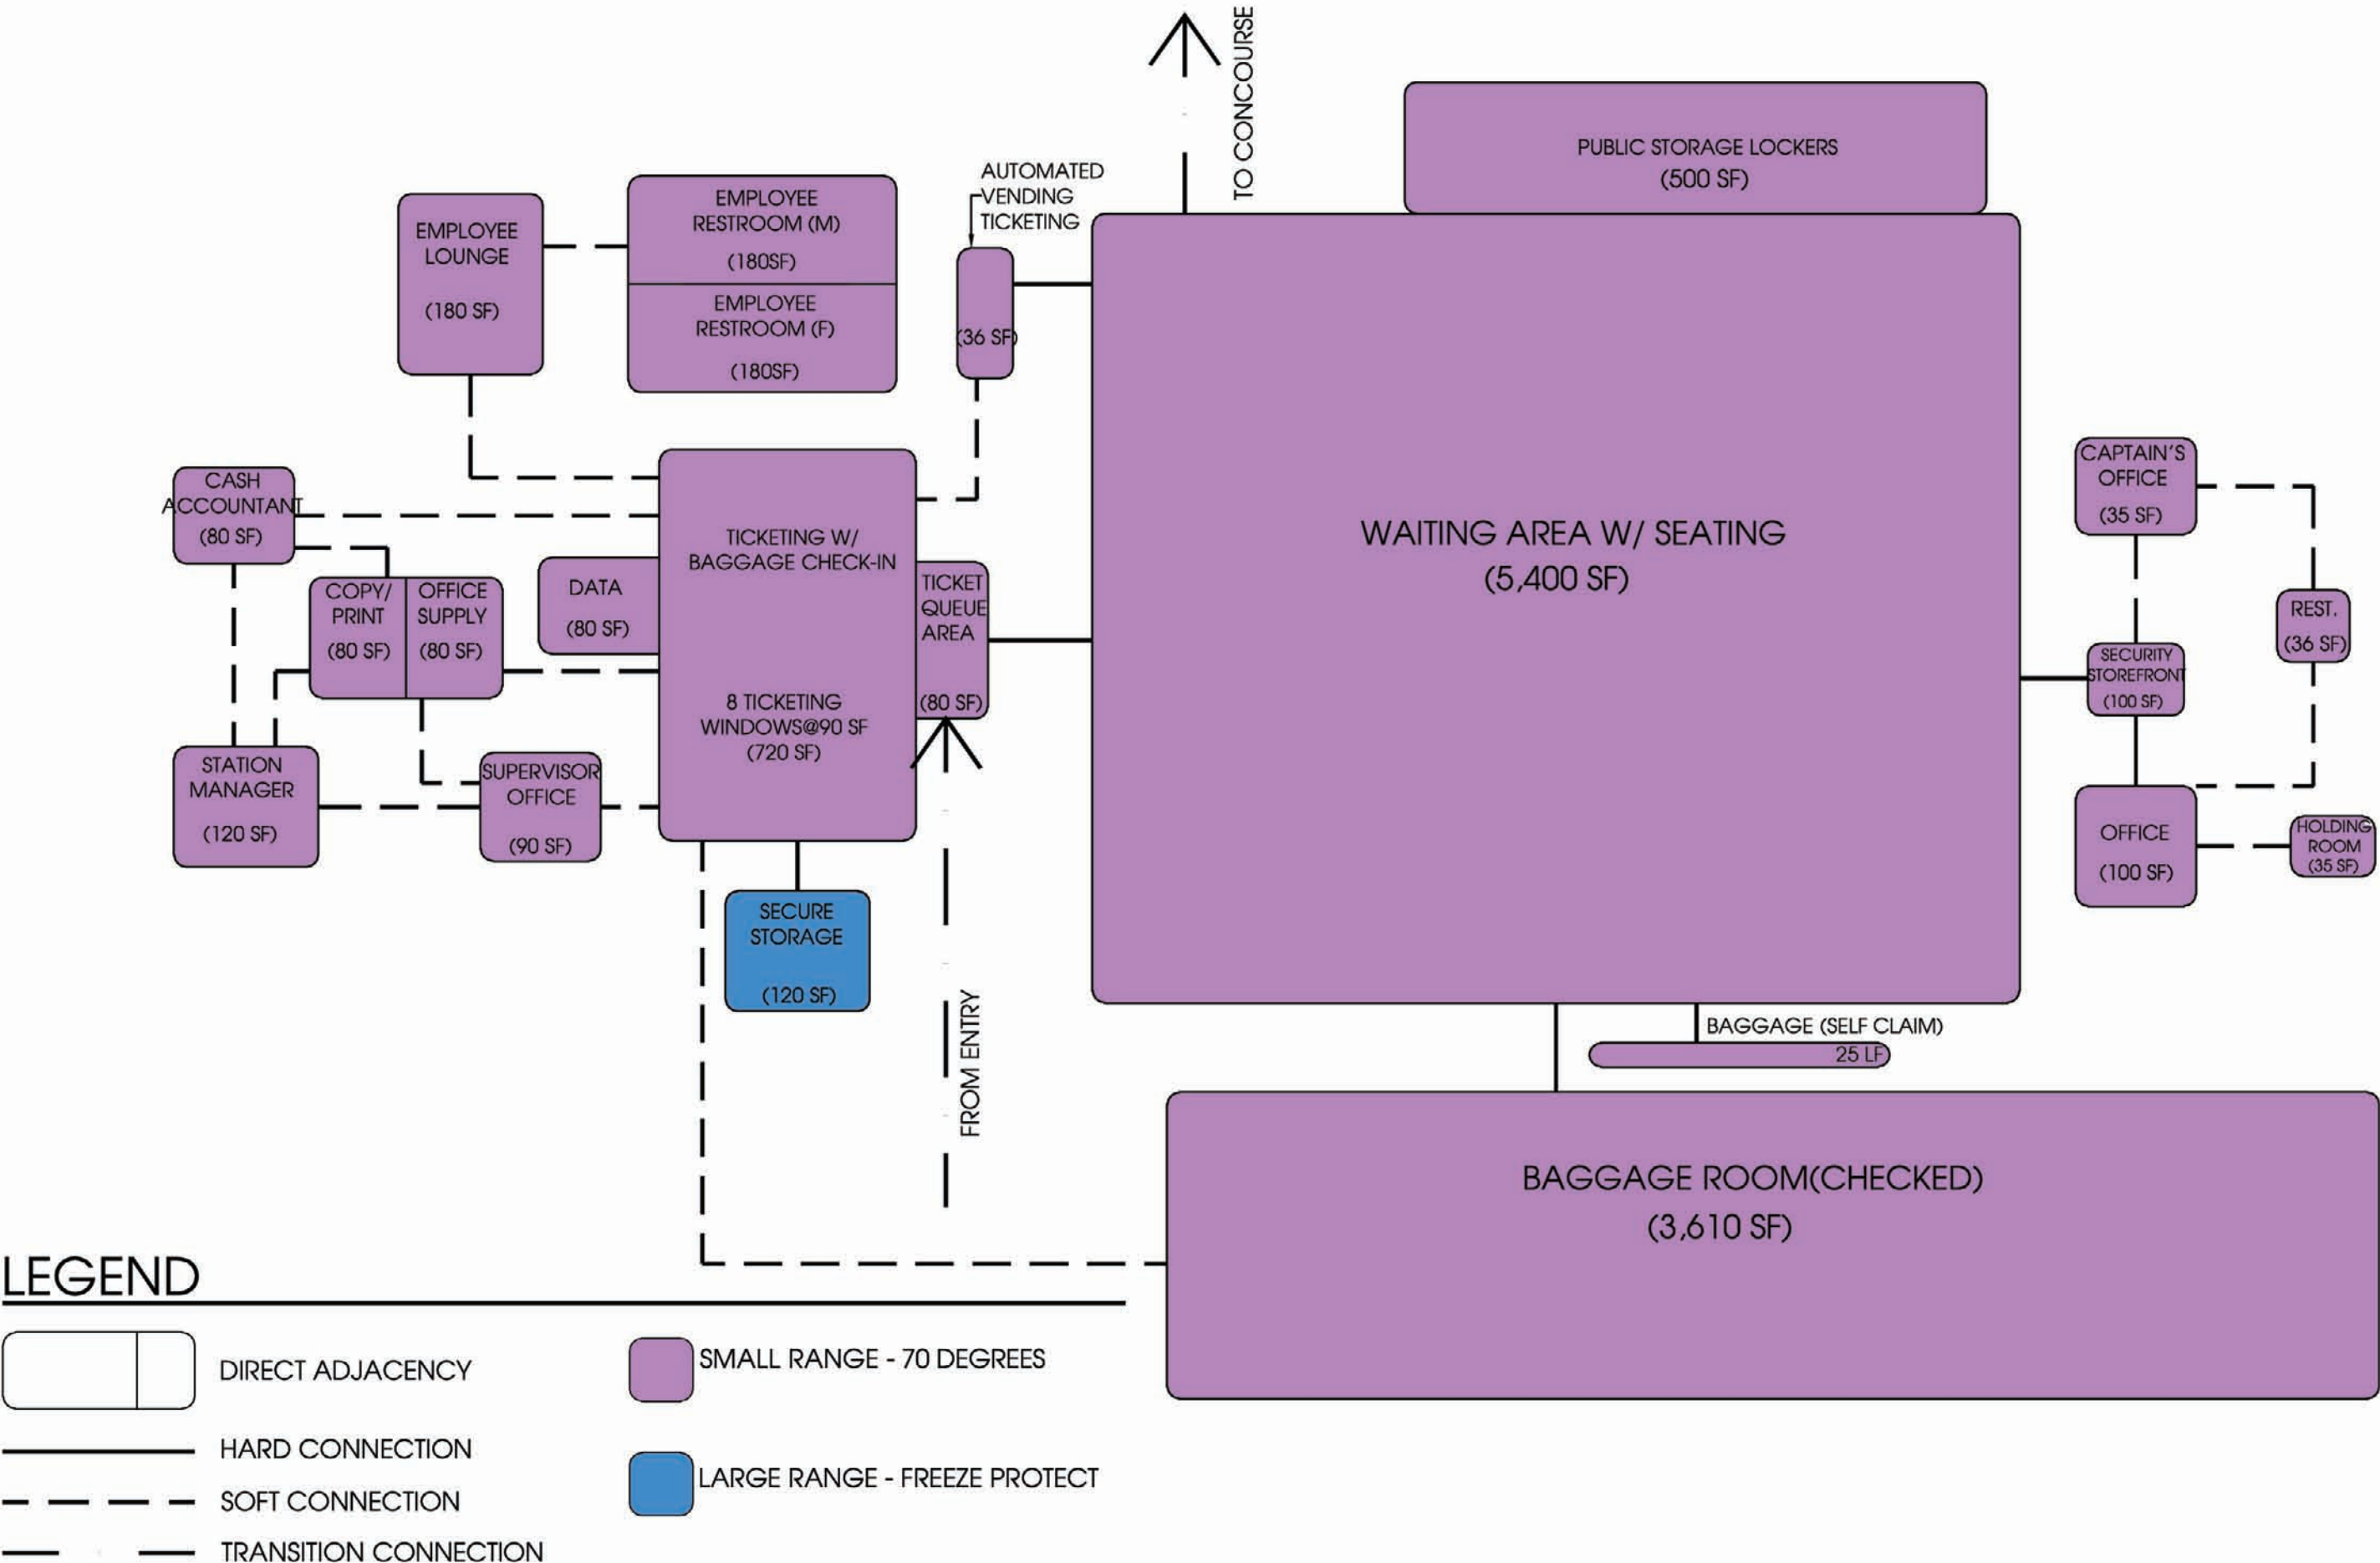 TO CONCOURSE
PUBLIC STORAGE LOCKERS
(500 SF)
AUTOMATED
VENDING
TICKETING
(36 SF)
EMPLOYEE
LOUNGE
(180 SF)
EMPLOYEE
RESTROOM (M)
(180SF)
EMPLOYEE
RESTROOM (F)
(180SF)
CASH
ACCOUNTANT
(80 SF)
COPY/
PRINT
(80 SF)
OFFICE
SUPPLY
(80 SF)
DATA
(80 SF)
TICKETING W/
BAGGAGE CHECK-IN
8 TICKETING
WINDOWS@90 SF
(720 SF)
TICKET
QUEUE
AREA
(80 SF)
WAITING AREA W/ SEATING
(5,400 SF)
CAPTAIN'S
OFFICE
(35 SF)
REST.
(36 SF)
SECURITY
STOREFRONT
(100 SF)
OFFICE
(100 SF)
HOLDING
ROOM
(35 SF)
STATION
MANAGER
(120 SF)
SUPERVISOR
OFFICE
(90 SF)
SECURE
STORAGE
(120 SF)
FROM ENTRY
BAGGAGE (SELF CLAIM)
25 LF
BAGGAGE ROOM(CHECKED)
(3,610 SF)
LEGEND
DIRECT ADJACENCY
HARD CONNECTION
SOFT CONNECTION
TRANSITION CONNECTION
SMALL RANGE - 70 DEGREES
LARGE RANGE - FREEZE PROTECT